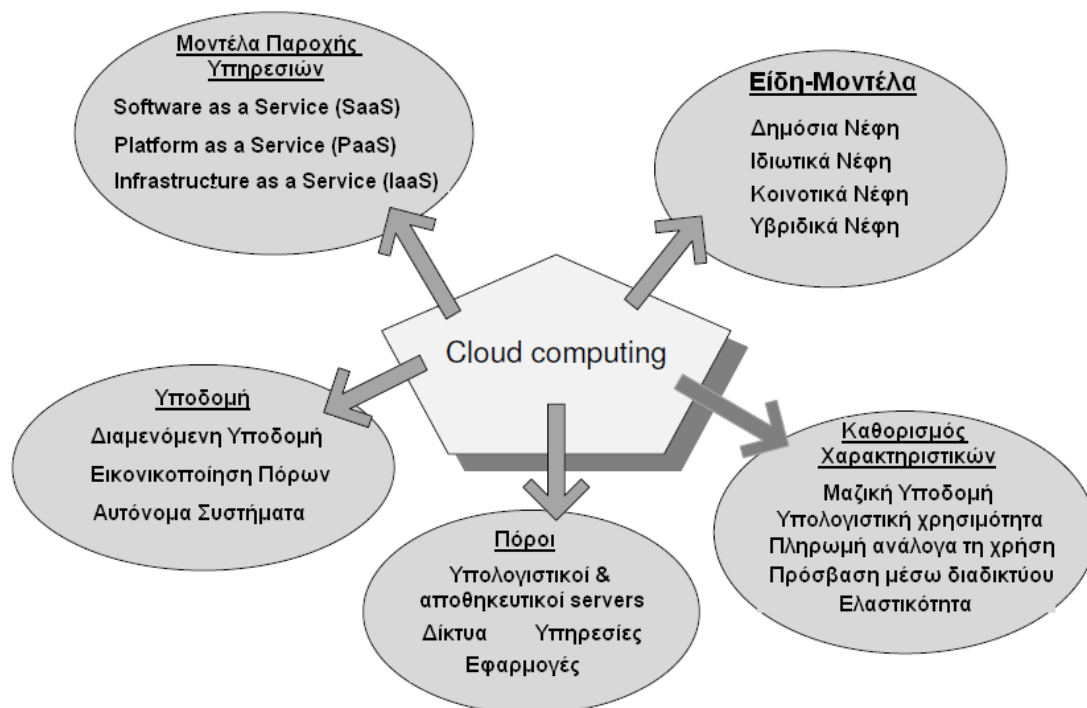 Μοντέλα Παροχής
Υπηρεσιών
Software as a Service (SaaS)
Platform as a Service (PaaS)
Infrastructure as a Service (IaaS)
Είδη-Μοντέλα
Δημόσια Νέφη
Ιδιωτικά Νέφη
Κοινοτικά Νέφη
Υβριδικά Νέφη
Cloud computing
Υποδομή
Διαμενόμενη Υποδομή
Εικονικοποίηση Πόρων
Αυτόνομα Συστήματα
Πόροι
Υπολογιστικοί &
αποθηκευτικοί servers
Δίκτυα Υπηρεσίες
Εφαρμογές
Καθορισμός
Χαρακτηριστικών
Μαζική Υποδομή
Υπολογιστική χρησιμότητα
Πληρωμή ανάλογα τη χρήση
Πρόσβαση μέσω διαδικτύου
Ελαστικότητα